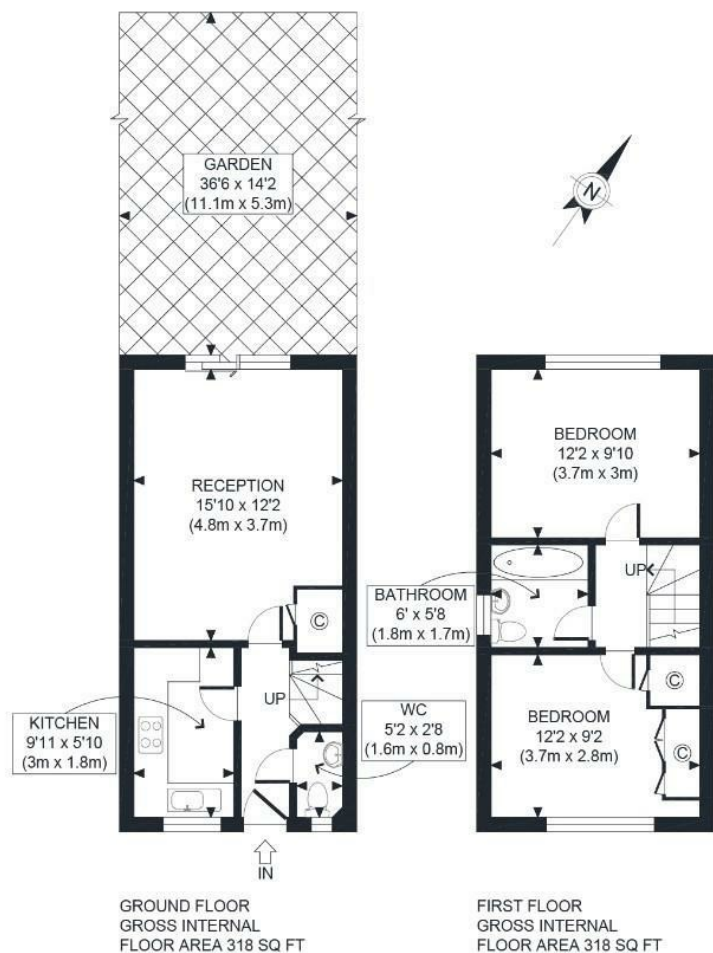 GARDEN
36'6 x 14'2
(11.1m x 5.3m)
N
RECEPTION
15'10 x 12'2
(4.8m x 3.7m)
C
UP
KITCHEN
9'11 x 5'10
(3m x 1.8m)
WC
5'2 x 2'8
(1.6m x 0.8m)
IN
BEDROOM
12'2 x 9'10
(3.7m x 3m)
UP
BATHROOM
6' x 5'8
(1.8m x 1.7m)
C
BEDROOM
12'2 x 9'2
(3.7m x 2.8m)
C
GROUND FLOOR
GROSS INTERNAL
FLOOR AREA 318 SQ FT
FIRST FLOOR
GROSS INTERNAL
FLOOR AREA 318 SQ FT